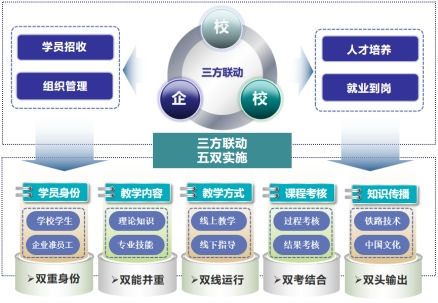 校
学员招收
组织管理
三方联动
企
校
人才培养
就业到岗
三方联动
五双实施
学员身份
教学内容
教学方式
课程考核
知识传播
学校学生
理论知识
线上教学
过程考核
铁路技术
企业准员工
专业技能
线下指导
结果考核
中国文化
➢双重身份
➢双能并重
➢双线运行
➢双考结合
➢双头输出